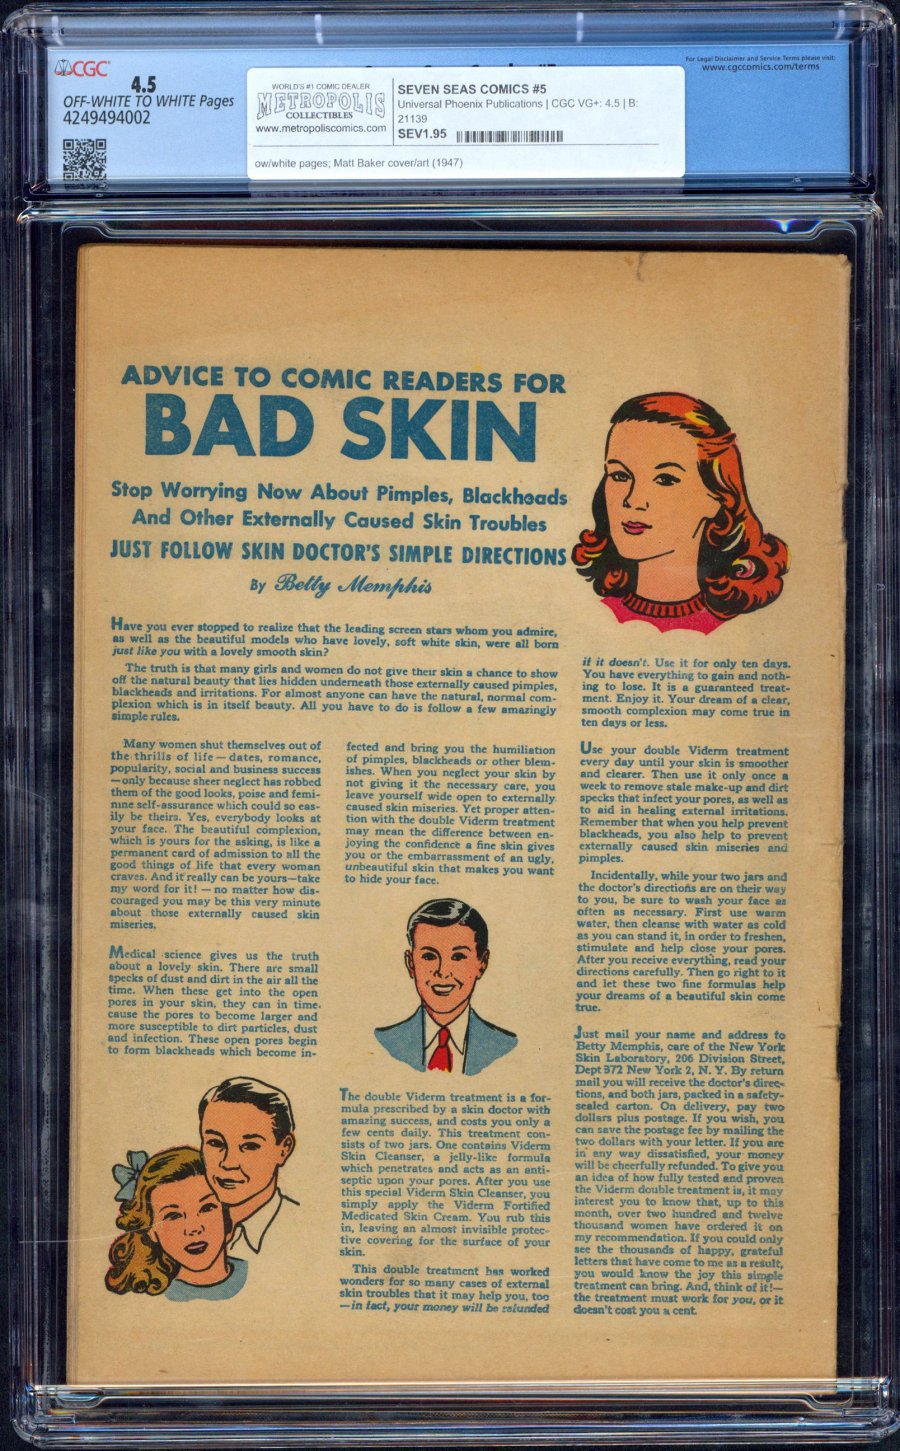 CGC
4.5
OFF-WHITE TO WHITE Pages
4249494002
WORLD'S #1 COMIC DEALER
METROPOLIS
COLLECTIBLES
www.metropoliscomics.com
SEVEN SEAS COMICS #5
Universal Phoenix Publications | CGC VG+: 4.5 | B:
21139
SEV1.95
ow/white pages; Matt Baker cover/art (1947)
For Legal Disclaimer and Service Terms please visit:
www.cgccomics.com/terms
ADVICE TO COMIC READERS FOR
BAD SKIN
Stop Worrying Now About Pimples, Blackheads
And Other Externally Caused Skin Troubles
JUST FOLLOW SKIN DOCTOR'S SIMPLE DIRECTIONS
By Betty Memphis
Have you ever stopped to realize that the leading screen stars whom you admire,
as well as the beautiful models who have lovely, soft white skin, were all born
just like you with a lovely smooth skin?
The truth is that many girls and women do not give their skin a chance to show
off the natural beauty that lies hidden underneath those externally caused pimples,
blackheads and irritations. For almost anyone can have the natural, normal com-
plexion which is in itself beauty. All you have to do is follow a few amazingly
simple rules.
Many women shut themselves out of
the thrills of life — dates, romance,
popularity, social and business success
—only because sheer neglect has robbed
them of the good looks, poise and femi-
nine self-assurance which could so eas-
ily be theirs. Yes, everybody looks at
your face. The beautiful complexion,
which is yours for the asking, is like a
permanent card of admission to all the
good things of life that every woman
craves. And it really can be yours—take
my word for it! — no matter how dis-
couraged you may be this very minute
about those externally caused skin
miseries.
Medical science gives us the truth
about a lovely skin. There are small
specks of dust and dirt in the air all the
time. When these get into the open
pores in your skin, they can in time
cause the pores to become larger and
more susceptible to dirt particles, dust
and infection. These open pores begin
to form blackheads which become in-
fected and bring you the humiliation
of pimples, blackheads or other blem-
ishes. When you neglect your skin by
not giving it the necessary care, you
leave yourself wide open to externally
caused skin miseries. Yet proper atten-
tion with the double Viderm treatment
may mean the difference between en-
joying the confidence a fine skin gives
you or the embarrassment of an ugly,
unbeautiful skin that makes you want
to hide your face.
The double Viderm treatment is a for-
mula prescribed by a skin doctor with
amazing success, and costs you only a
few cents daily. This treatment con-
sists of two jars. One contains Viderm
Skin Cleanser, a jelly-like formula
which penetrates and acts as an anti-
septic upon your pores. After you use
this special Viderm Skin Cleanser, you
simply apply the Viderm Fortified
Medicated Skin Cream. You rub this
in, leaving an almost invisible protec-
tive covering for the surface of your
skin.
This double treatment has worked
wonders for so many cases of external
skin troubles that it may help you, too
—in fact, your money will be refunded
if it doesn't. Use it for only ten days.
You have everything to gain and noth-
ing to lose. It is a guaranteed treat-
ment. Enjoy it. Your dream of a clear,
smooth complexion may come true in
ten days or less.
Use your double Viderm treatment
every day until your skin is smoother
and clearer. Then use it only once a
week to remove stale make-up and dirt
specks that infect your pores, as well as
to aid in healing external irritations.
Remember that when you help prevent
blackheads, you also help to prevent
externally caused skin miseries and
pimples.
Incidentally, while your two jars and
the doctor's directions are on their way
to you, be sure to wash your face as
often as necessary. First use warm
water, then cleanse with water as cold
as you can stand it, in order to freshen,
stimulate and help close your pores.
After you receive everything, read your
directions carefully. Then go right to it
and let these two fine formulas help
your dreams of a beautiful skin come
true.
Just mail your name and address to
Betty Memphis, care of the New York
Skin Laboratory, 206 Division Street,
Dept 372 New York 2, N. Y. By return
mail you will receive the doctor's direc-
tions, and both jars, packed in a safety-
sealed carton. On delivery, pay two
dollars plus postage. If you wish, you
can save the postage fee by mailing the
two dollars with your letter. If you are
in any way dissatisfied, your money
will be cheerfully refunded. To give you
an idea of how fully tested and proven
the Viderm double treatment is, it may
interest you to know that, up to this
month, over two hundred and twelve
thousand women have ordered it on
my recommendation. If you could only
see the thousands of happy, grateful
letters that have come to me as a result,
you would know the joy this simple
treatment can bring. And, think of it!—
the treatment must work for you, or it
doesn't cost you a cent.